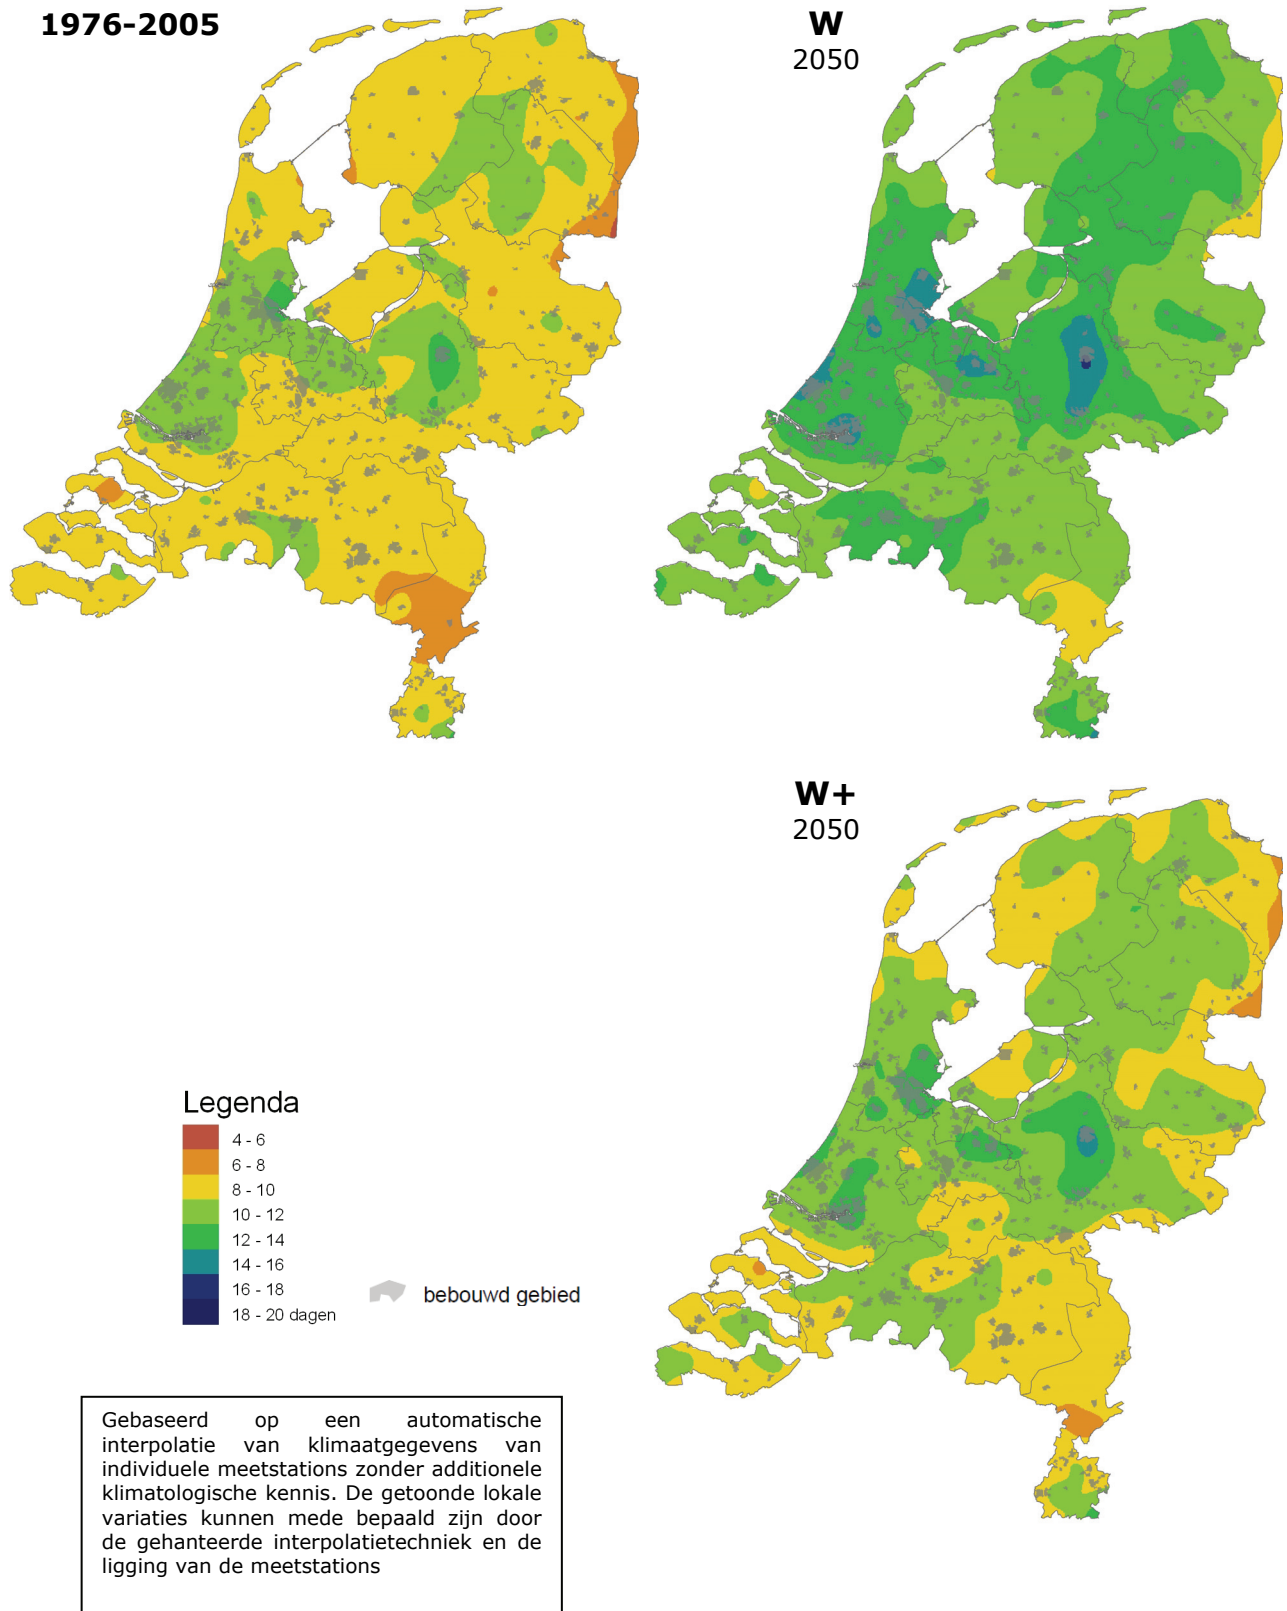 1976-2005
W
2050
W+
2050
Legenda
4 - 6
6 - 8
8 - 10
10 - 12
12 - 14
14 - 16
16 - 18
18 - 20 dagen
bebouwd gebied
Gebaseerd op een automatische
interpolatie van klimaatgegevens van
individuele meetstations zonder additionele
klimatologische kennis. De getoonde lokale
variaties kunnen mede bepaald zijn door
de gehanteerde interpolatietechniek en de
ligging van de meetstations